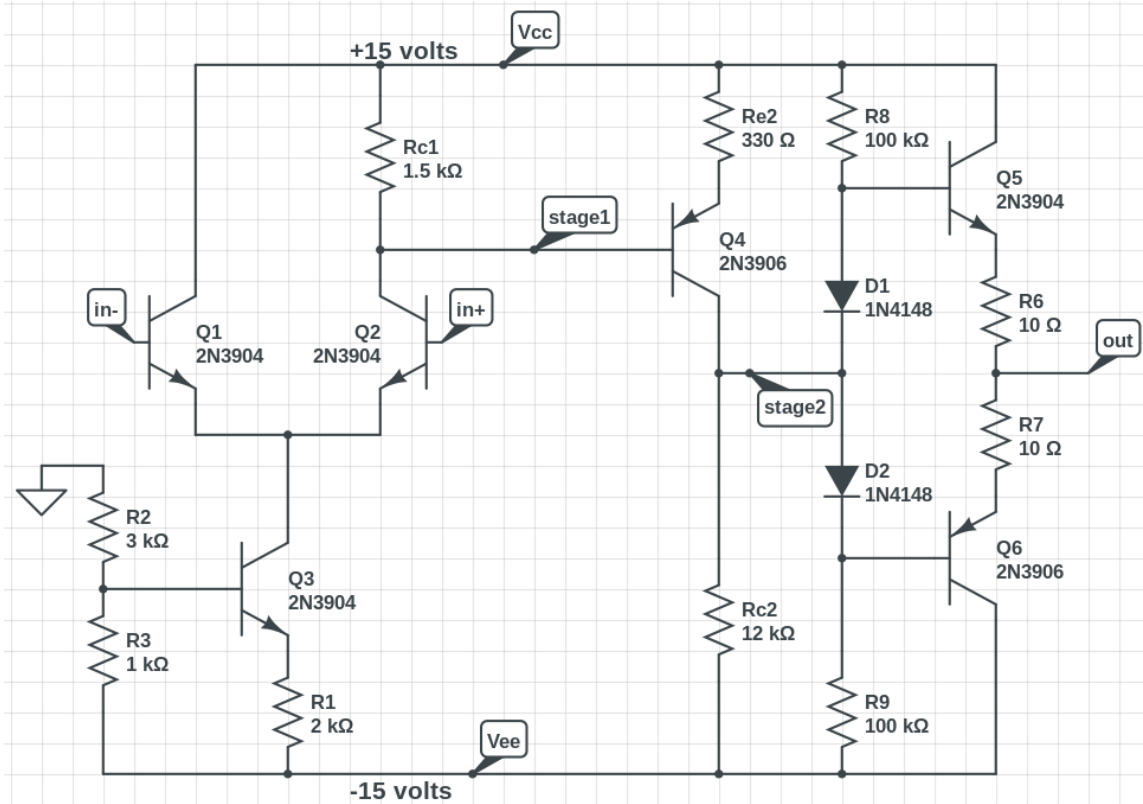 Vcc
+15 volts
Re2
330 Ω
R8
100 kΩ
Rc1
1.5 kΩ
Q5
2N3904
stage1
Q4
2N3906
in-
in+
D1
1N4148
R6
10 Ω
Q1
2N3904
Q2
2N3904
out
stage2
R7
10 Ω
D2
1N4148
R2
3 kΩ
Q6
2N3906
Q3
2N3904
Rc2
12 kΩ
R3
1 kΩ
R1
2 kΩ
R9
100 kΩ
Vee
-15 volts